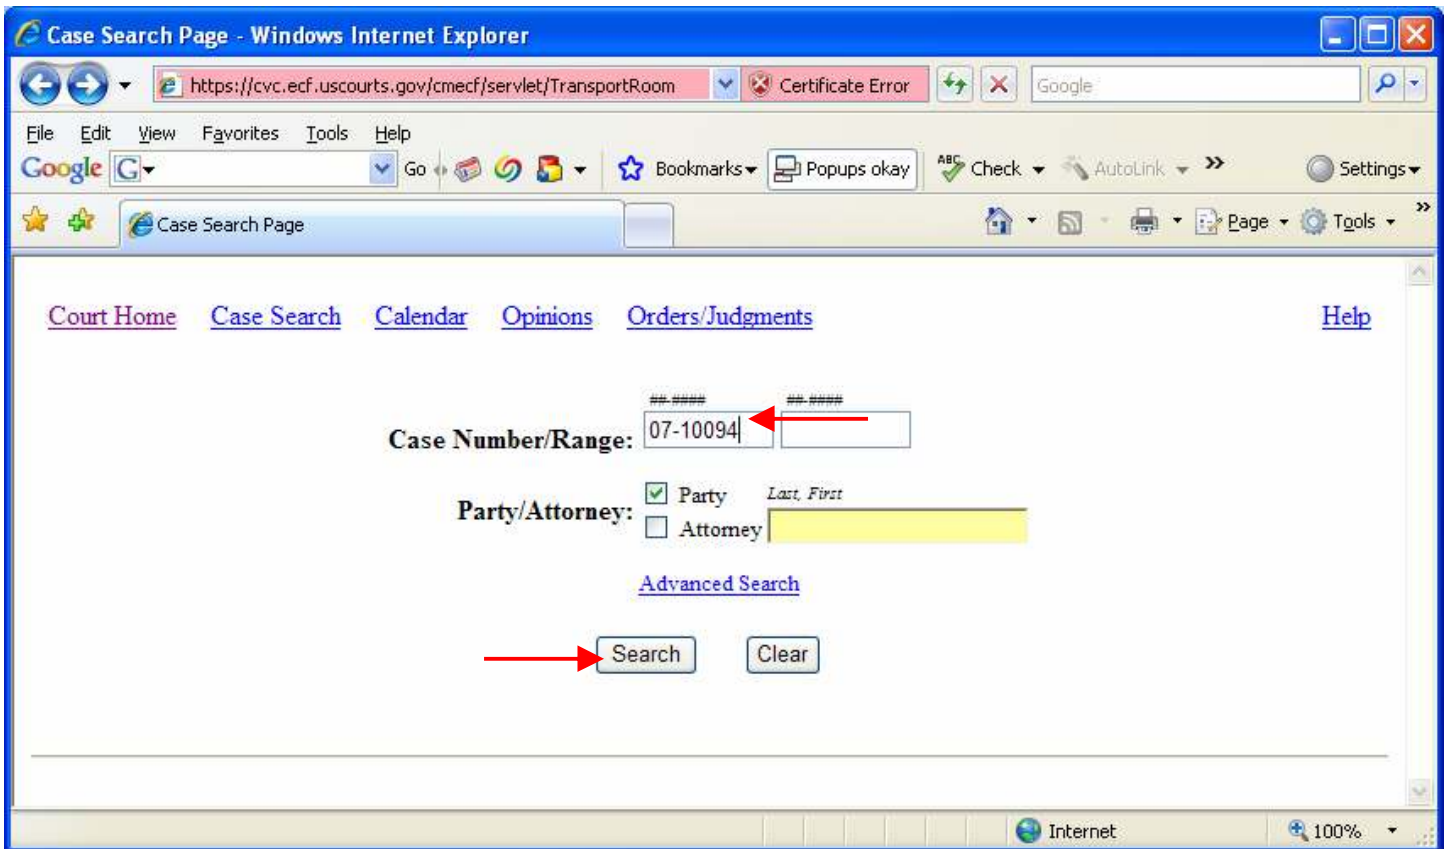 Case Search Page - Windows Internet Explorer
https://cvc.ecf.uscourts.gov/cmecf/servlet/TransportRoom Certificate Error Google
File Edit View Favorites Tools Help
Google G Go Bookmarks Popups okay ABC Check AutoLink » Settings
Case Search Page Page Tools »
Court Home Case Search Calendar Opinions Orders/Judgments Help
##-#### ##-####
Case Number/Range: 07-10094
Party/Attorney: Party Last, First
Attorney
Advanced Search
Search Clear
Internet 100%